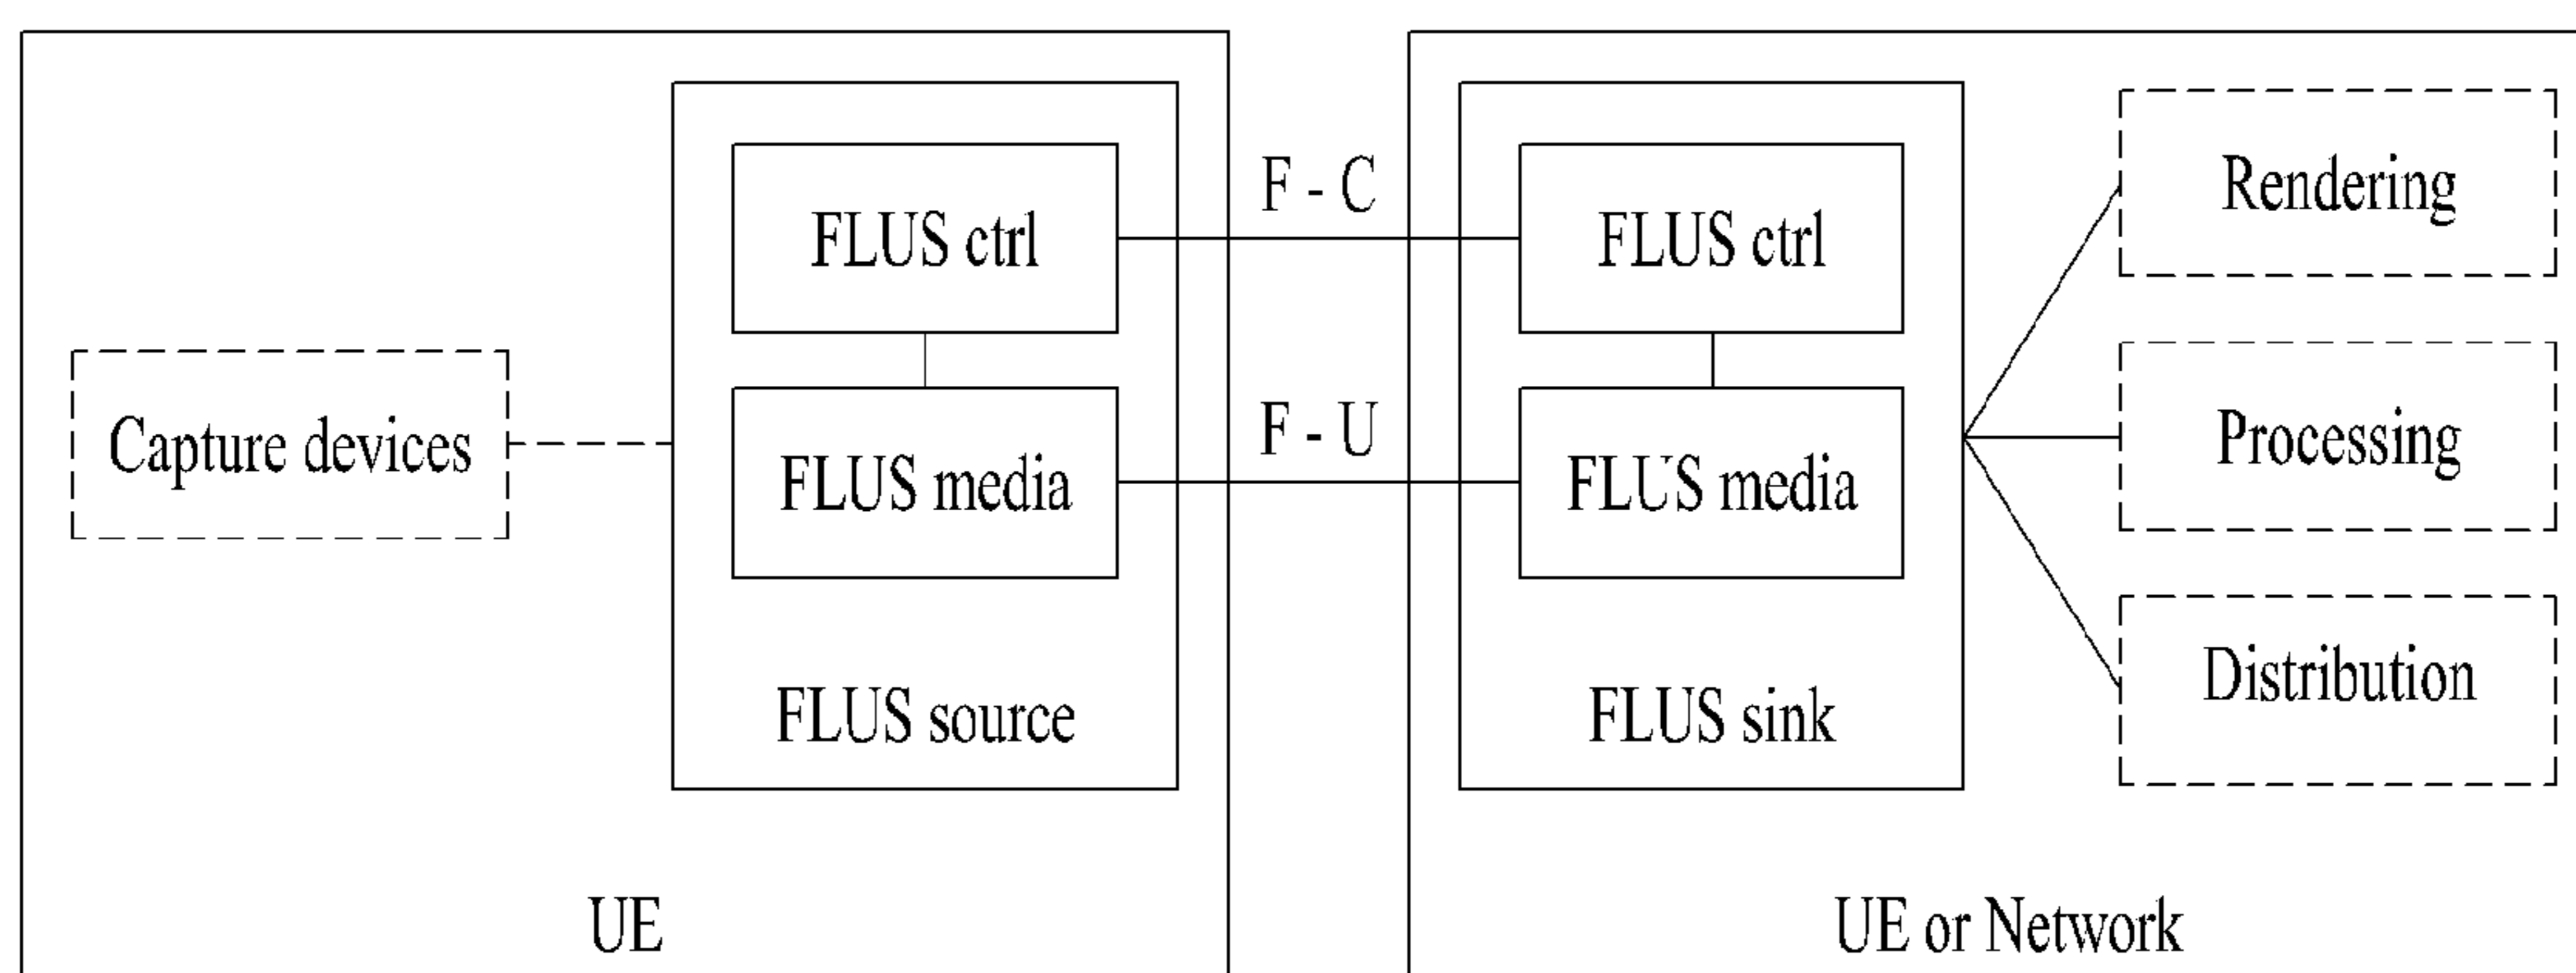 F - C
FLUS ctrl
FLUS ctrl
Rendering
Capture devices
F - U
FLUS media
FLUS media
Processing
FLUS source
FLUS sink
Distribution
UE
UE or Network